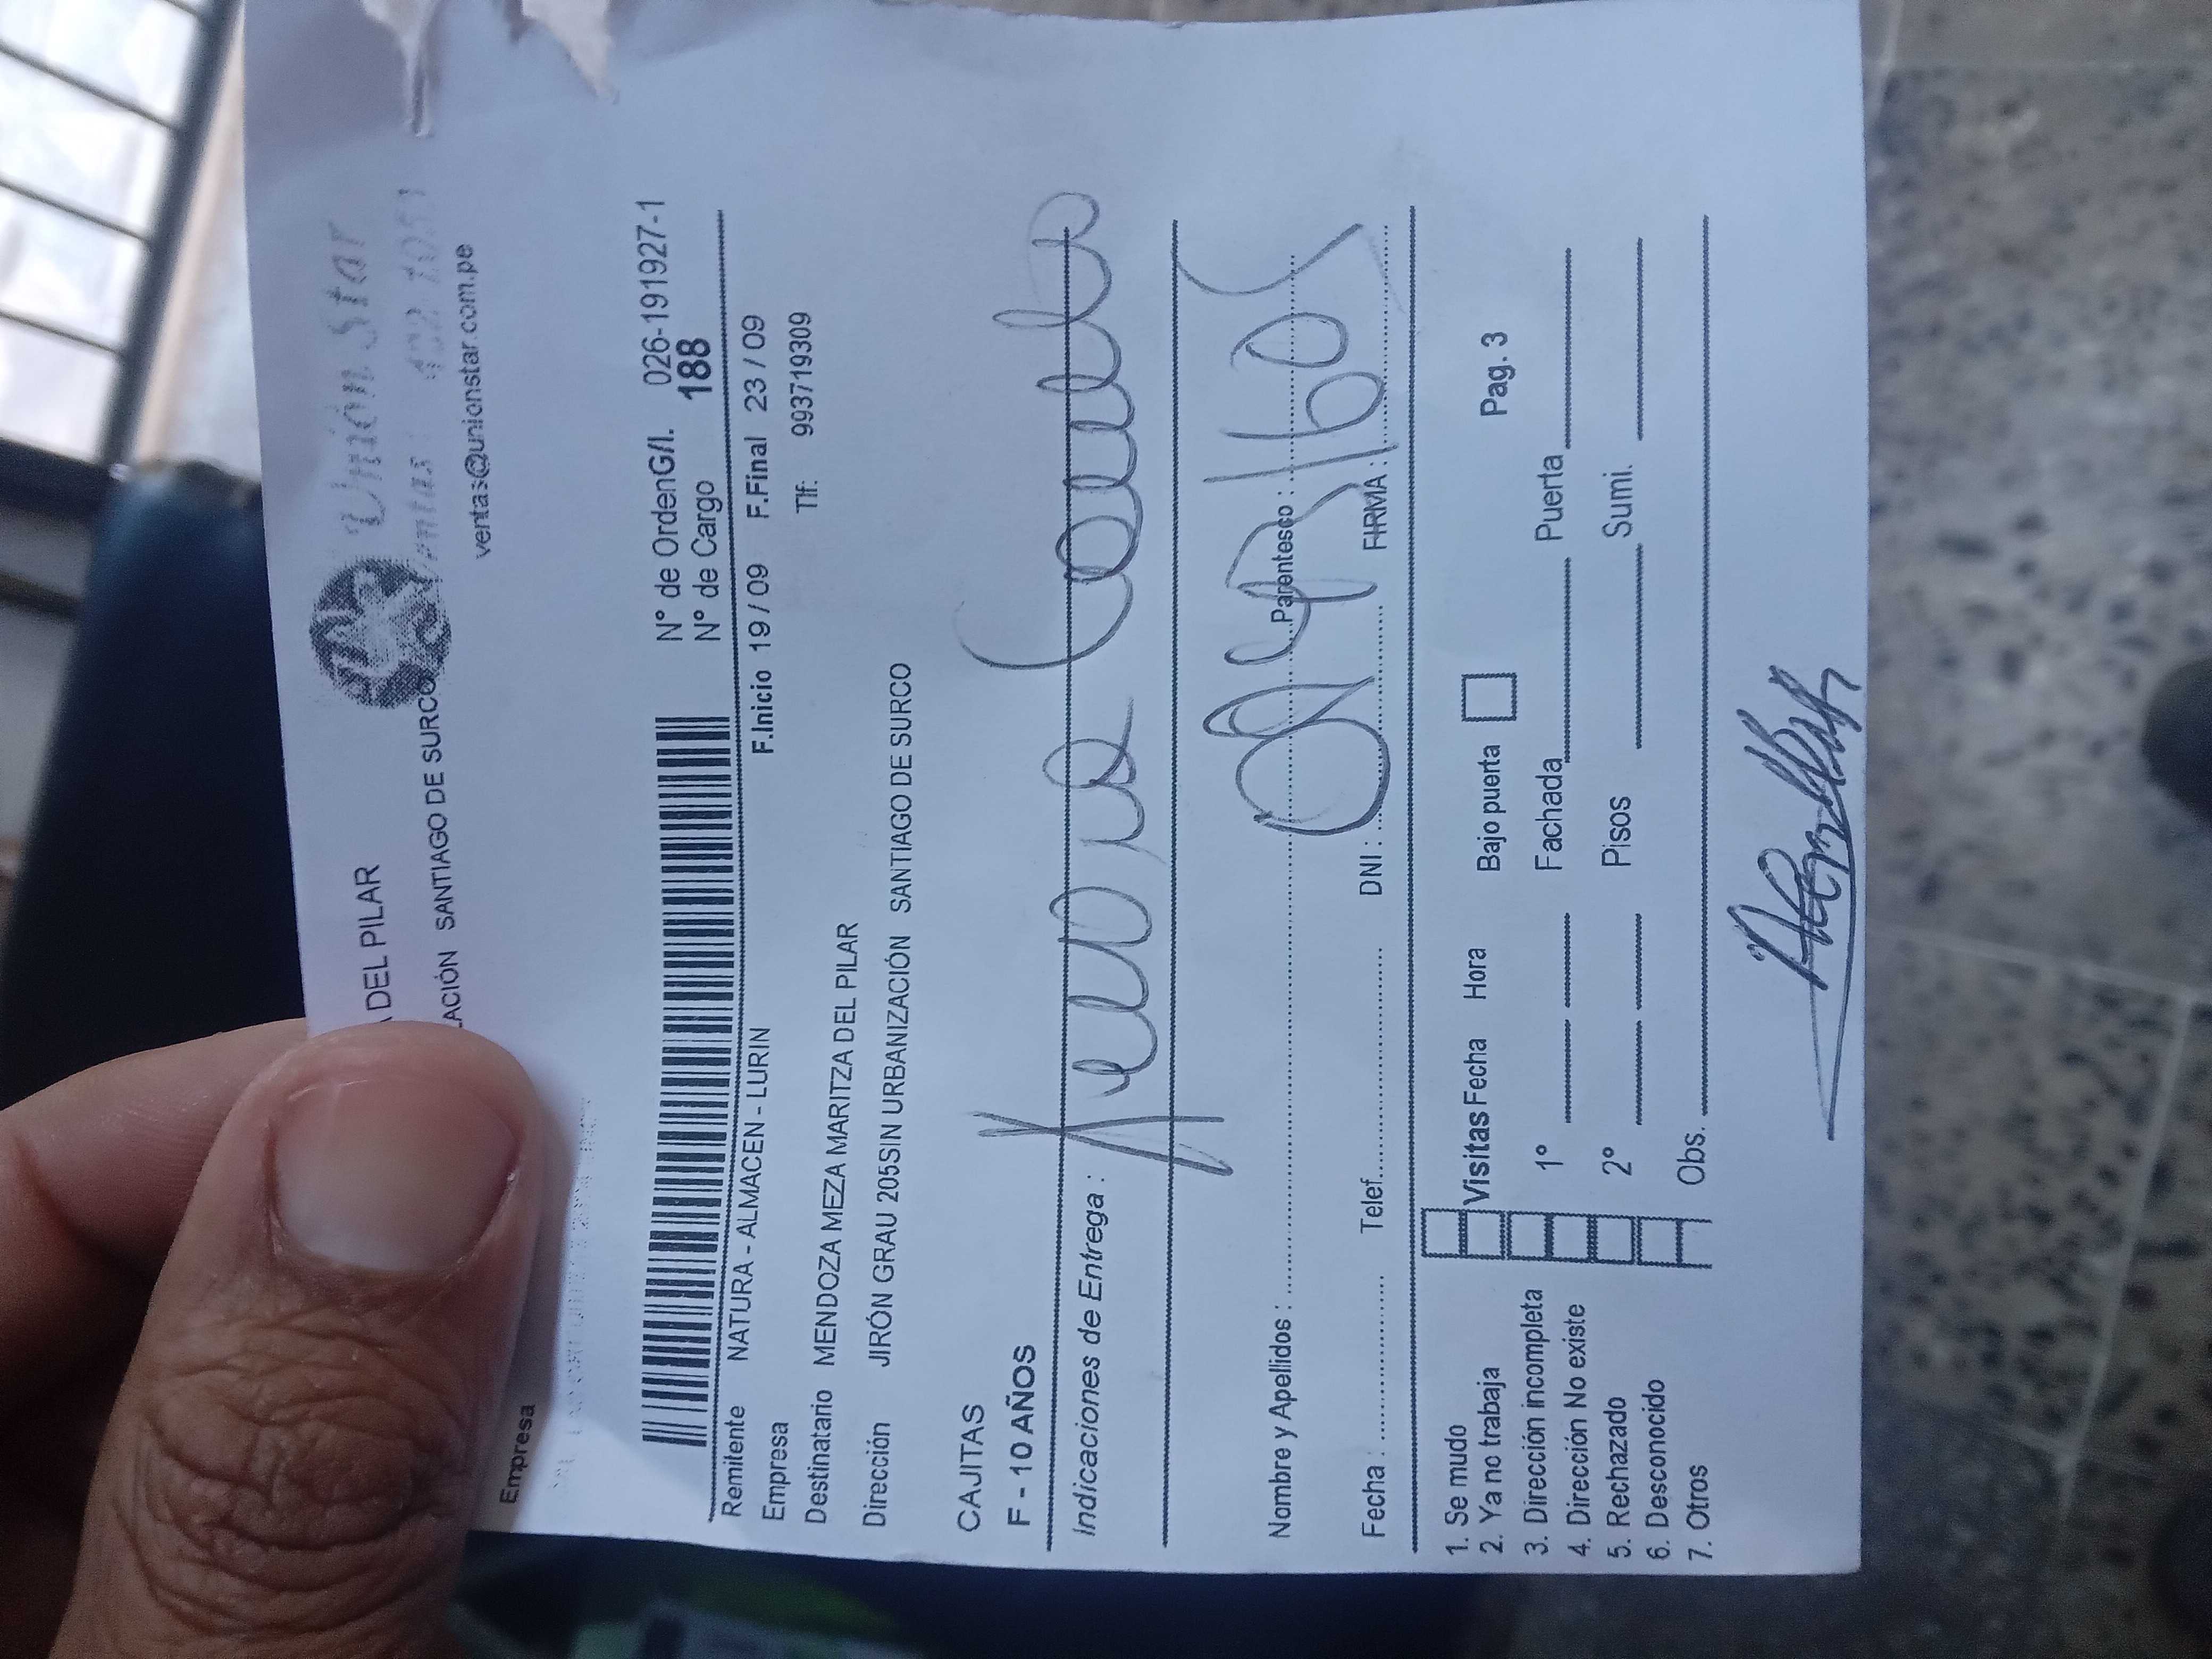 A DEL PILAR
Unión Star
LACIÓN SANTIAGO DE SURCO
ventas@unionstar.com.pe
Empresa
N° de OrdenG/I. 026-191927-1
N° de Cargo 188
Remitente NATURA - ALMACEN - LURIN F.Inicio 19 / 09 F.Final 23 / 09
Empresa Tlf: 993719309
Destinatario MENDOZA MEZA MARITZA DEL PILAR
Dirección JIRÓN GRAU 205SIN URBANIZACIÓN SANTIAGO DE SURCO
CAJITAS
F - 10 AÑOS
Indicaciones de Entrega :
Nombre y Apellidos : Parentesco :
Fecha : Telef. DNI : FIRMA :
1. Se mudo
2. Ya no trabaja Visitas Fecha Hora Bajo puerta Pag. 3
3. Dirección incompleta 1° Fachada Puerta
4. Dirección No existe
5. Rechazado 2° Pisos Sumi.
6. Desconocido
7. Otros Obs.